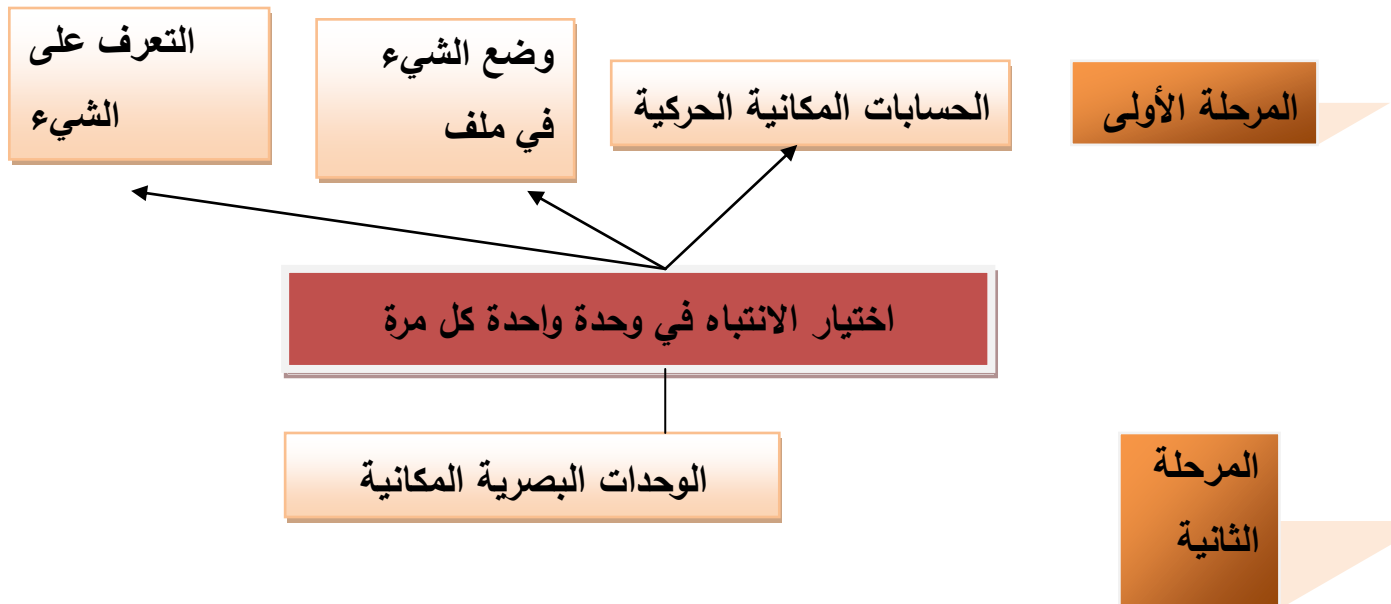 المرحلة الأولى
الحسابات المكانية الحركية
وضع الشيء
في ملف
التعرف على
الشيء
اختيار الانتباه في وحدة واحدة كل مرة
الوحدات البصرية المكانية
المرحلة
الثانية